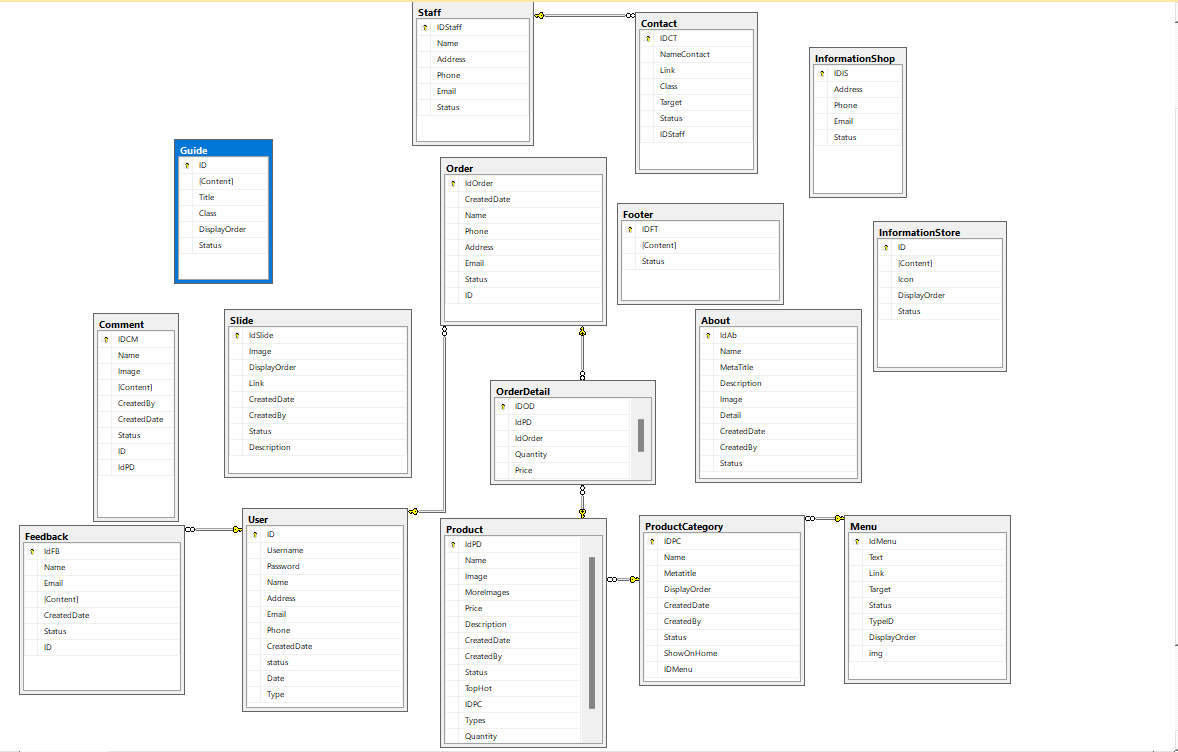 Staff
IDStaff
Name
Address
Phone
Email
Status
Contact
IDCT
NameContact
Link
Class
Target
Status
IDStaff
InformationShop
IDIS
Address
Phone
Email
Status
Guide
ID
[Content]
Title
Class
DisplayOrder
Status
Order
IdOrder
CreatedDate
Name
Phone
Address
Email
Status
ID
Footer
IDFT
[Content]
Status
InformationStore
ID
[Content]
Icon
DisplayOrder
Status
Comment
IDCM
Name
Image
[Content]
CreatedBy
CreatedDate
Status
ID
IdPD
Slide
IdSlide
Image
DisplayOrder
Link
CreatedDate
CreatedBy
Status
Description
OrderDetail
IDOD
IdPD
IdOrder
Quantity
Price
About
IdAb
Name
MetaTitle
Description
Image
Detail
CreatedDate
CreatedBy
Status
Feedback
IdFB
Name
Email
[Content]
CreatedDate
Status
ID
User
ID
Username
Password
Name
Address
Email
Phone
CreatedDate
status
Date
Type
Product
IdPD
Name
Image
MoreImages
Price
Description
CreatedDate
CreatedBy
Status
TopHot
IDPC
Types
Quantity
ProductCategory
IDPC
Name
Metatitle
DisplayOrder
CreatedDate
CreatedBy
Status
ShowOnHome
IDMenu
Menu
IdMenu
Text
Link
Target
Status
TypeID
DisplayOrder
img